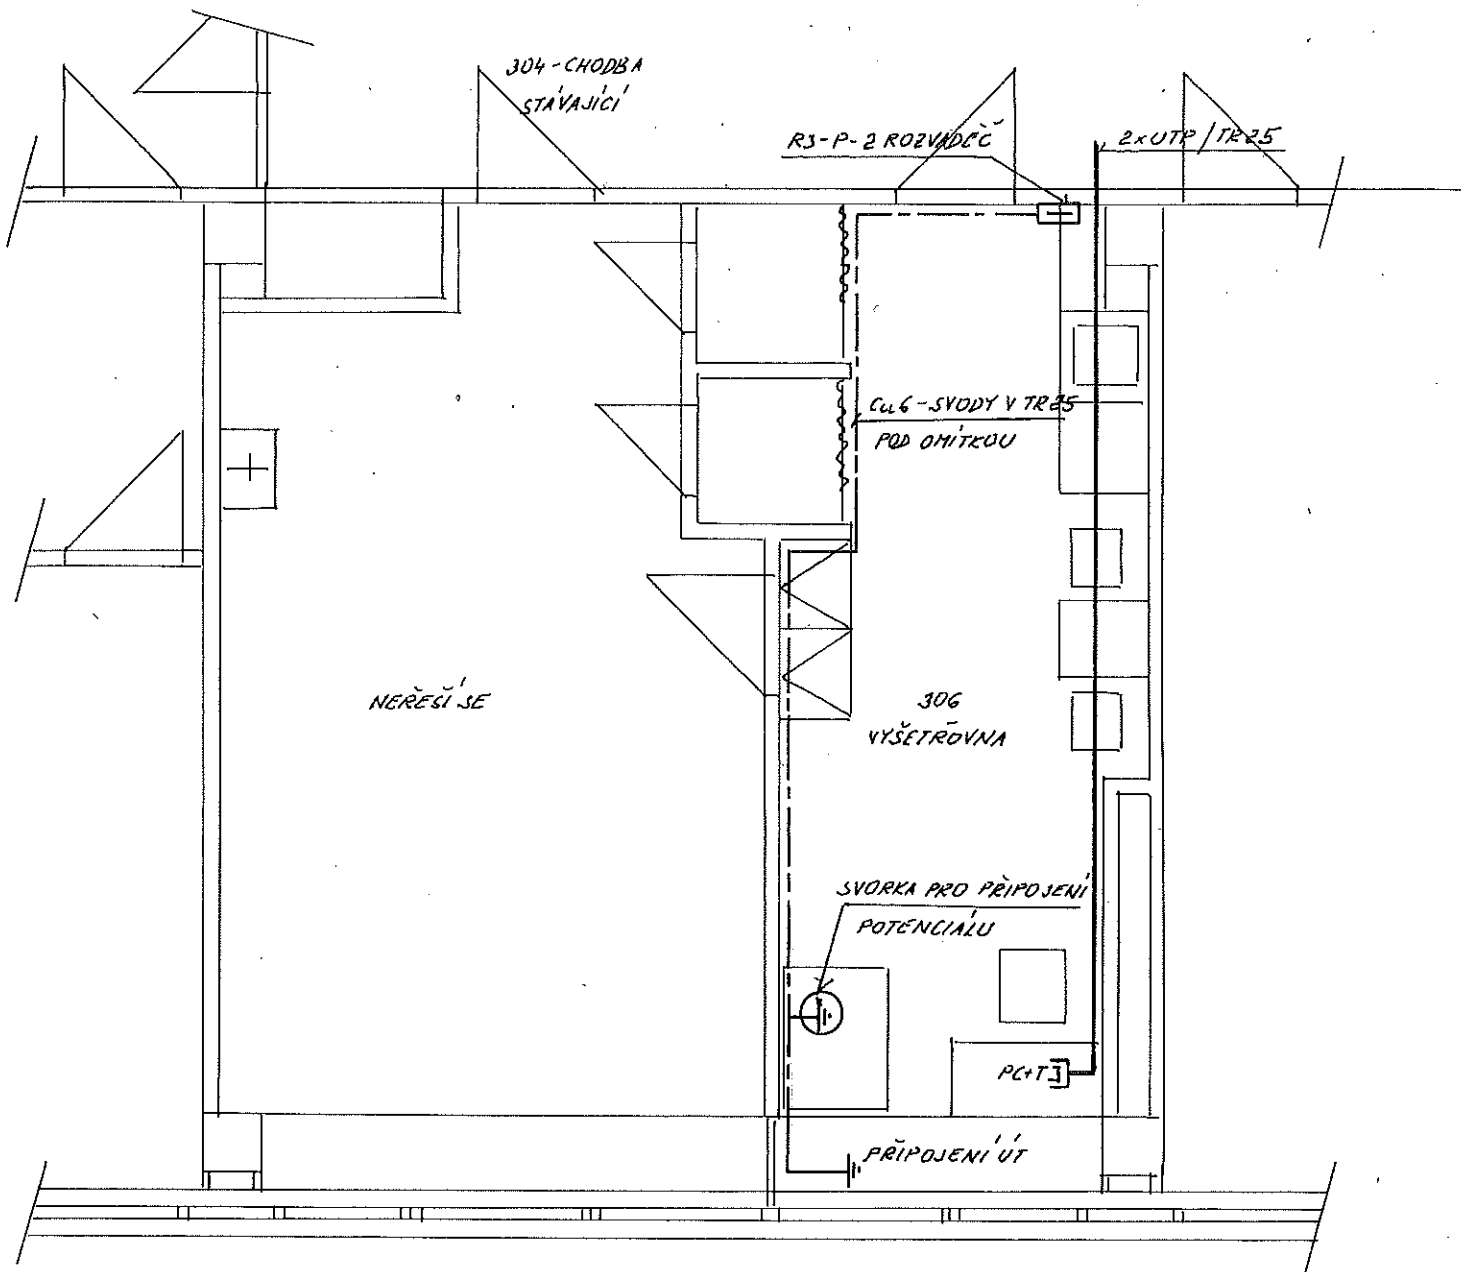 304-CHODBA
STÁVAJÍCÍ
R3-P-2 ROZVADĚČ
2xUTP/TR25
Cu6-SVODY V TR25
POD OMÍTKOU
NEŘEŠÍ SE
306
VYŠETŘOVNA
SVORKA PRO PŘIPOJENÍ
POTENCIÁLU
PC+T
PŘIPOJENÍ ÚT